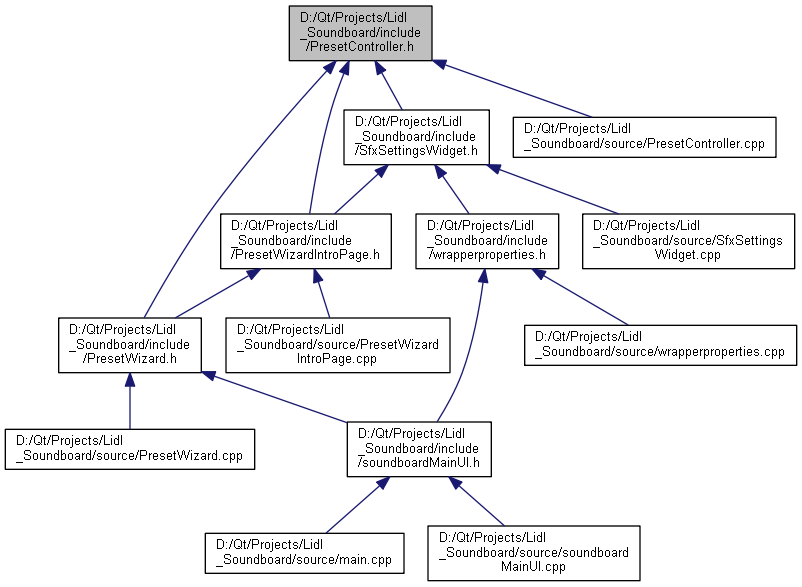 D:/Qt/Projects/Lidl
_Soundboard/include
/PresetController.h
D:/Qt/Projects/Lidl
_Soundboard/include
/SfxSettingsWidget.h
D:/Qt/Projects/Lidl
_Soundboard/source/PresetController.cpp
D:/Qt/Projects/Lidl
_Soundboard/include
/PresetWizardIntroPage.h
D:/Qt/Projects/Lidl
_Soundboard/include
/wrapperproperties.h
D:/Qt/Projects/Lidl
_Soundboard/source/SfxSettings
Widget.cpp
D:/Qt/Projects/Lidl
_Soundboard/include
/PresetWizard.h
D:/Qt/Projects/Lidl
_Soundboard/source/PresetWizard
IntroPage.cpp
D:/Qt/Projects/Lidl
_Soundboard/source/wrapperproperties.cpp
D:/Qt/Projects/Lidl
_Soundboard/source/PresetWizard.cpp
D:/Qt/Projects/Lidl
_Soundboard/include
/soundboardMainUI.h
D:/Qt/Projects/Lidl
_Soundboard/source/main.cpp
D:/Qt/Projects/Lidl
_Soundboard/source/soundboard
MainUI.cpp